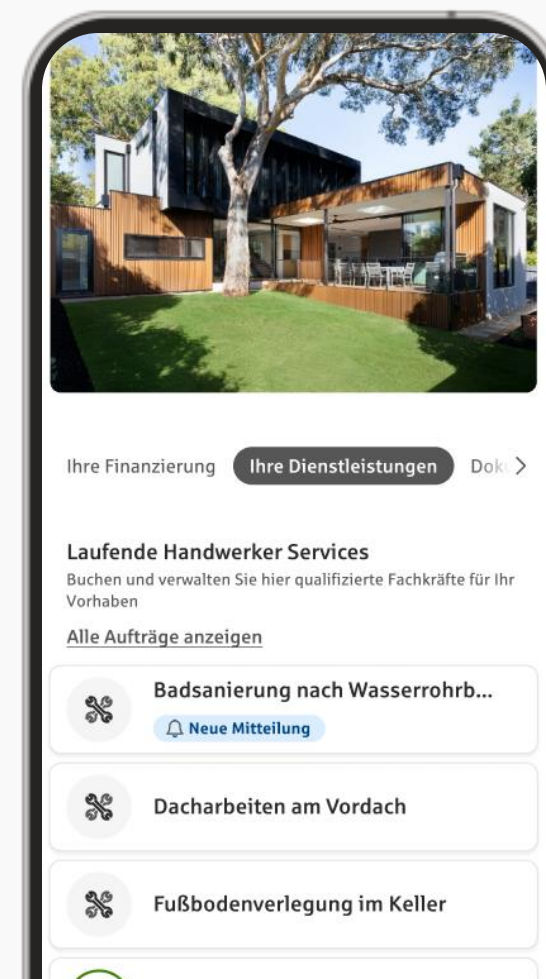 Ihre Finanzierung Ihre Dienstleistungen
Laufende Handwerker Services
Buchen und verwalten Sie hier qualifizierte Fachkräfte für Ihr
Vorhaben
Alle Aufträge anzeigen
Badsanierung nach Wasserrohrb...
Neue Mitteilung
Dacharbeiten am Vordach
Fußbodenverlegung im Keller